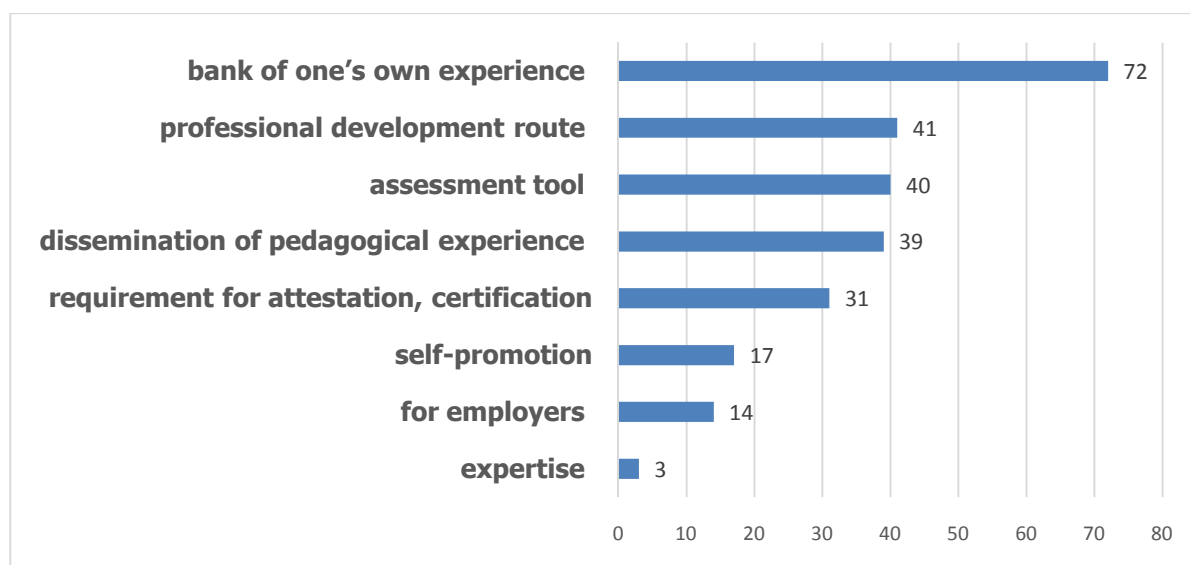 bank of one's own experience 72
professional development route 41
assessment tool 40
dissemination of pedagogical experience 39
requirement for attestation, certification 31
self-promotion 17
for employers 14
expertise 3
0 10 20 30 40 50 60 70 80